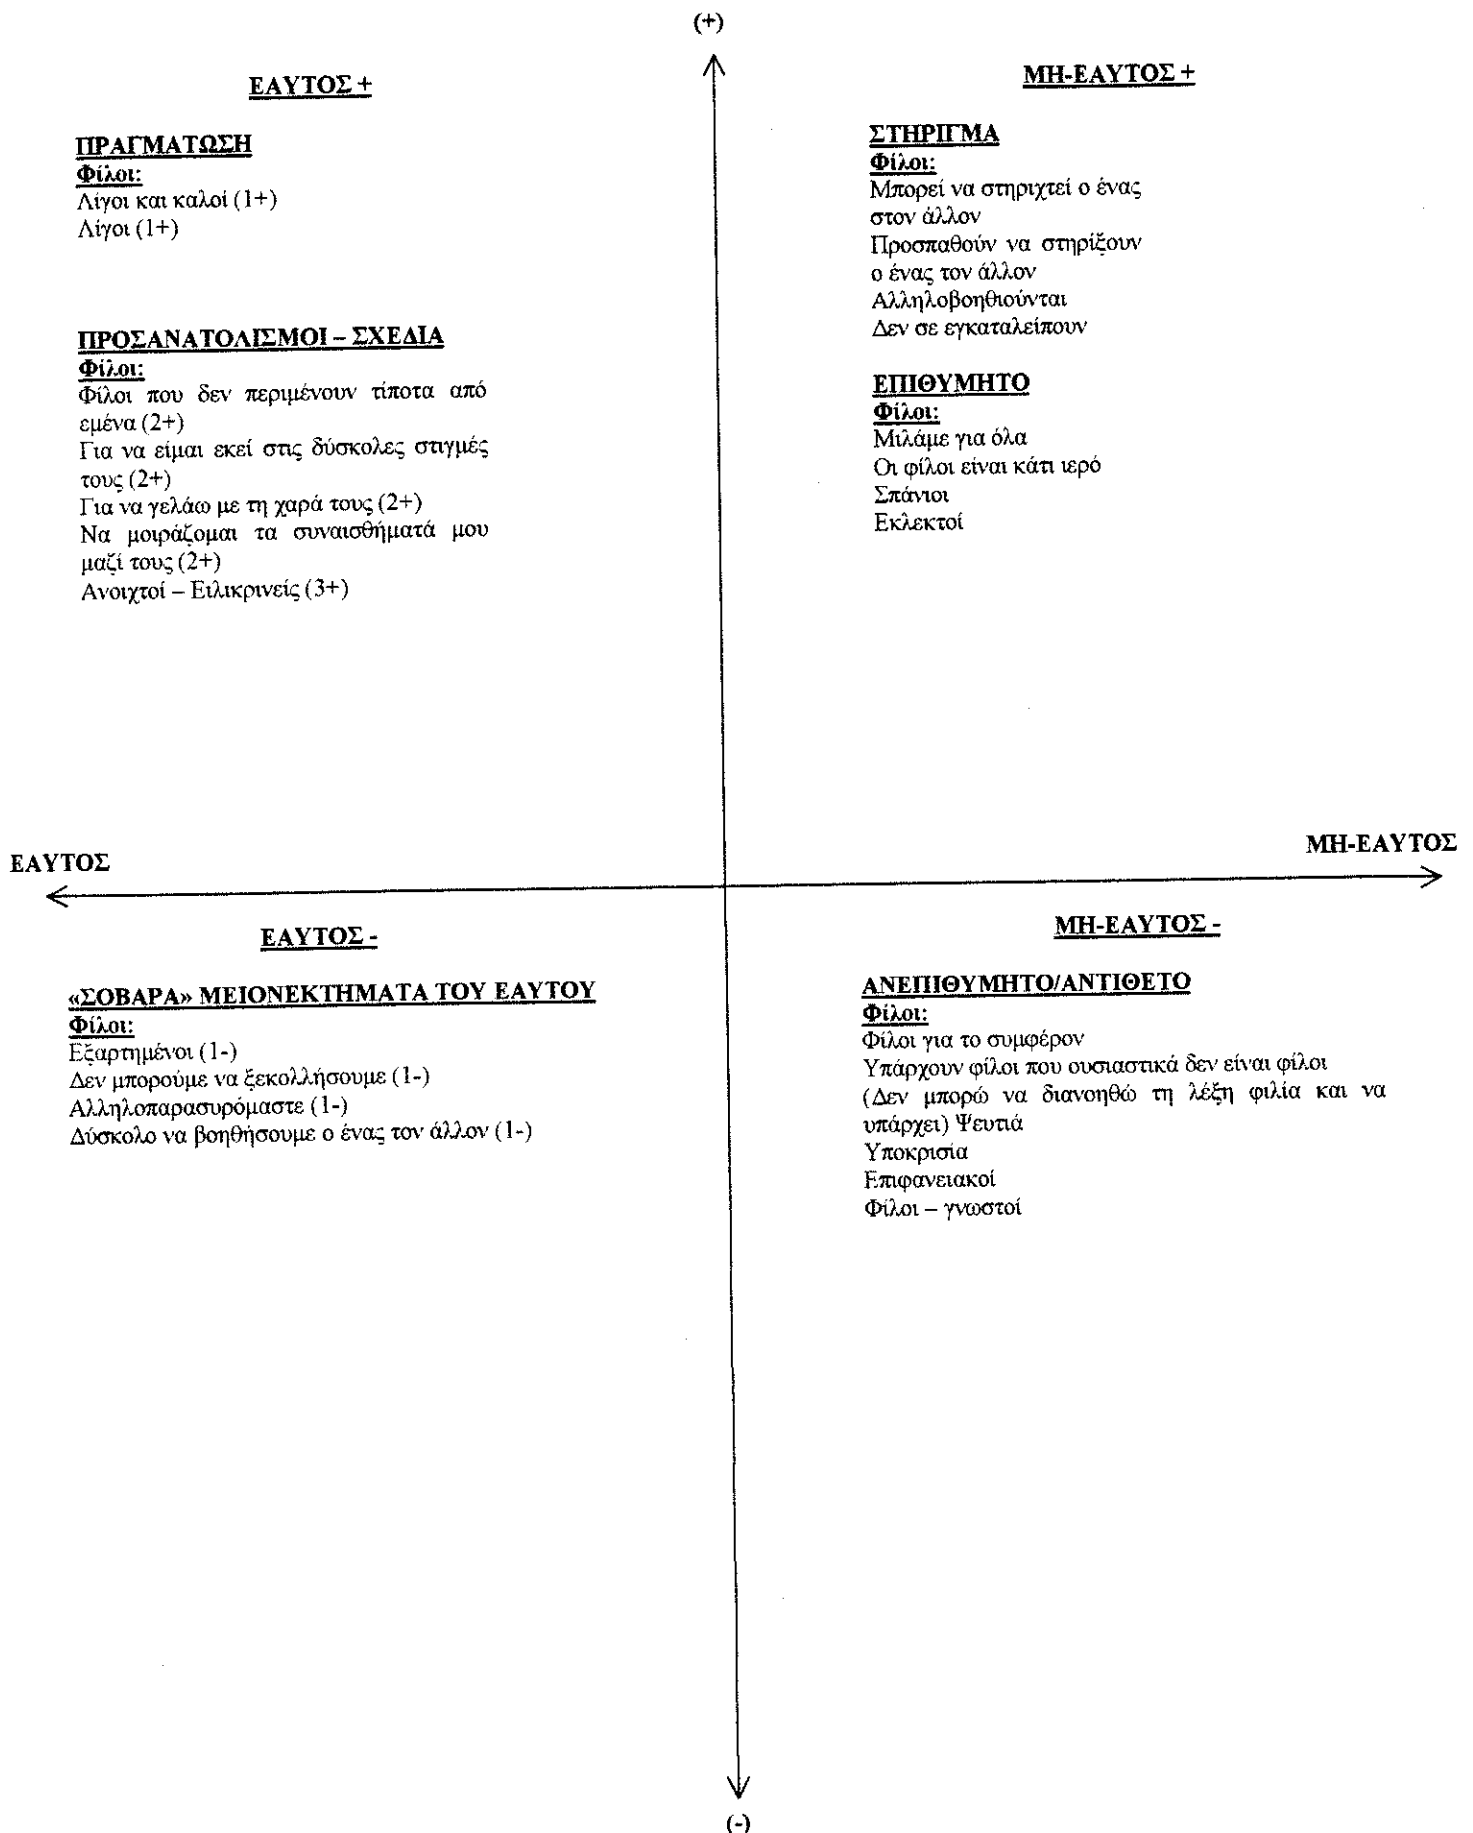 (+)
ΕΑΥΤΟΣ +
ΠΡΑΓΜΑΤΩΣΗ
Φίλοι:
Λίγοι και καλοί (1+)
Λίγοι (1+)
ΠΡΟΣΑΝΑΤΟΛΙΣΜΟΙ – ΣΧΕΔΙΑ
Φίλοι:
Φίλοι που δεν περιμένουν τίποτα από
εμένα (2+)
Για να είμαι εκεί στις δύσκολες στιγμές
τους (2+)
Για να γελάω με τη χαρά τους (2+)
Να μοιράζομαι τα συναισθήματά μου
μαζί τους (2+)
Ανοιχτοί – Ειλικρινείς (3+)
ΜΗ-ΕΑΥΤΟΣ +
ΣΤΗΡΙΓΜΑ
Φίλοι:
Μπορεί να στηριχτεί ο ένας
στον άλλον
Προσπαθούν να στηρίξουν
ο ένας τον άλλον
Αλληλοβοηθιούνται
Δεν σε εγκαταλείπουν
ΕΠΙΘΥΜΗΤΟ
Φίλοι:
Μιλάμε για όλα
Οι φίλοι είναι κάτι ιερό
Σπάνιοι
Εκλεκτοί
ΕΑΥΤΟΣ
ΜΗ-ΕΑΥΤΟΣ
ΕΑΥΤΟΣ -
«ΣΟΒΑΡΑ» ΜΕΙΟΝΕΚΤΗΜΑΤΑ ΤΟΥ ΕΑΥΤΟΥ
Φίλοι:
Εξαρτημένοι (1-)
Δεν μπορούμε να ξεκολλήσουμε (1-)
Αλληλοπαρασυρόμαστε (1-)
Δύσκολο να βοηθήσουμε ο ένας τον άλλον (1-)
ΜΗ-ΕΑΥΤΟΣ -
ΑΝΕΠΙΘΥΜΗΤΟ/ΑΝΤΙΘΕΤΟ
Φίλοι:
Φίλοι για το συμφέρον
Υπάρχουν φίλοι που ουσιαστικά δεν είναι φίλοι
(Δεν μπορώ να διανοηθώ τη λέξη φιλία και να
υπάρχει) Ψευτιά
Υποκρισία
Επιφανειακοί
Φίλοι – γνωστοί
(-)